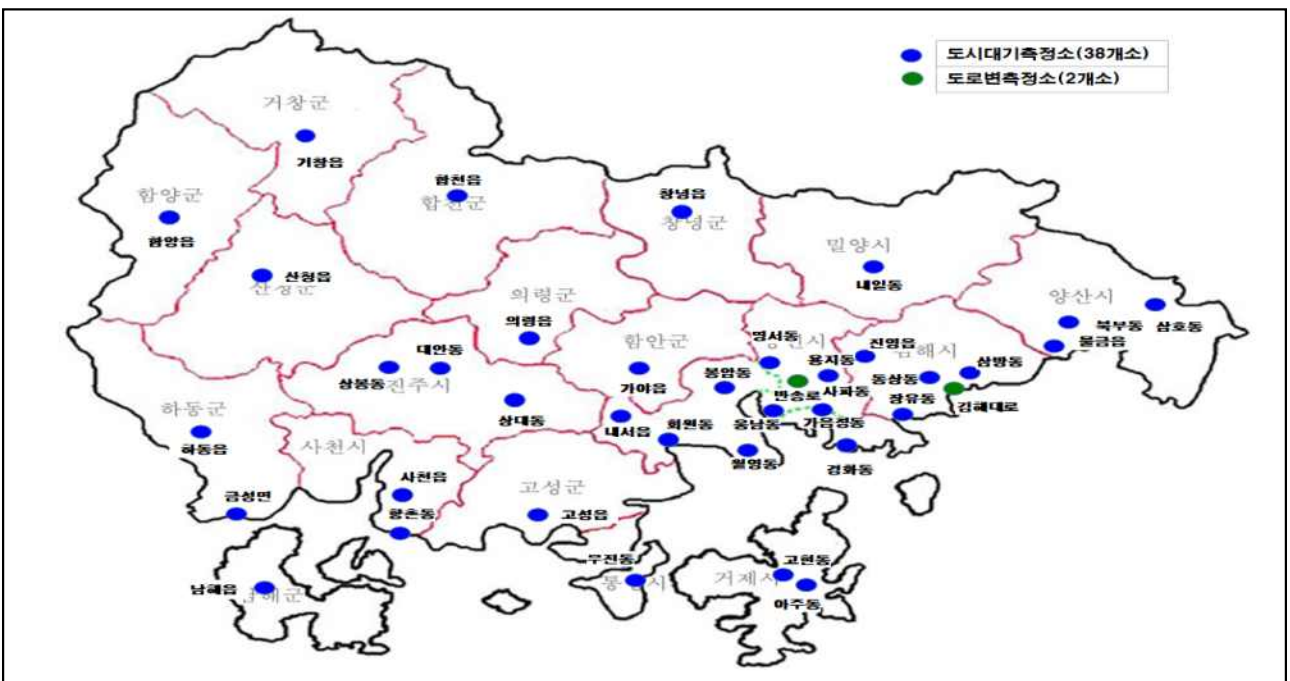 도시대기측정소(38개소)
도로변측정소(2개소)
거창군
거창읍
함양군
함양읍
합천읍
합천군
창녕읍
창녕군
밀양시
내일동
산청읍
산청군
의령군
의령읍
양산시
북부동
삼호동
물금읍
함안군
가야읍
영서동
용지동
진영읍
김해시
대안동
상봉동
진주시
상대동
봉암동
반송로
사파동
동상동
삼방동
장유동
김해대로
내서읍
회원동
웅남동
가음정동
월영동
경화동
하동군
하동읍
사천시
사천읍
향촌동
금성면
고성군
고성읍
남해읍
무전동
거제시
고현동
아주동